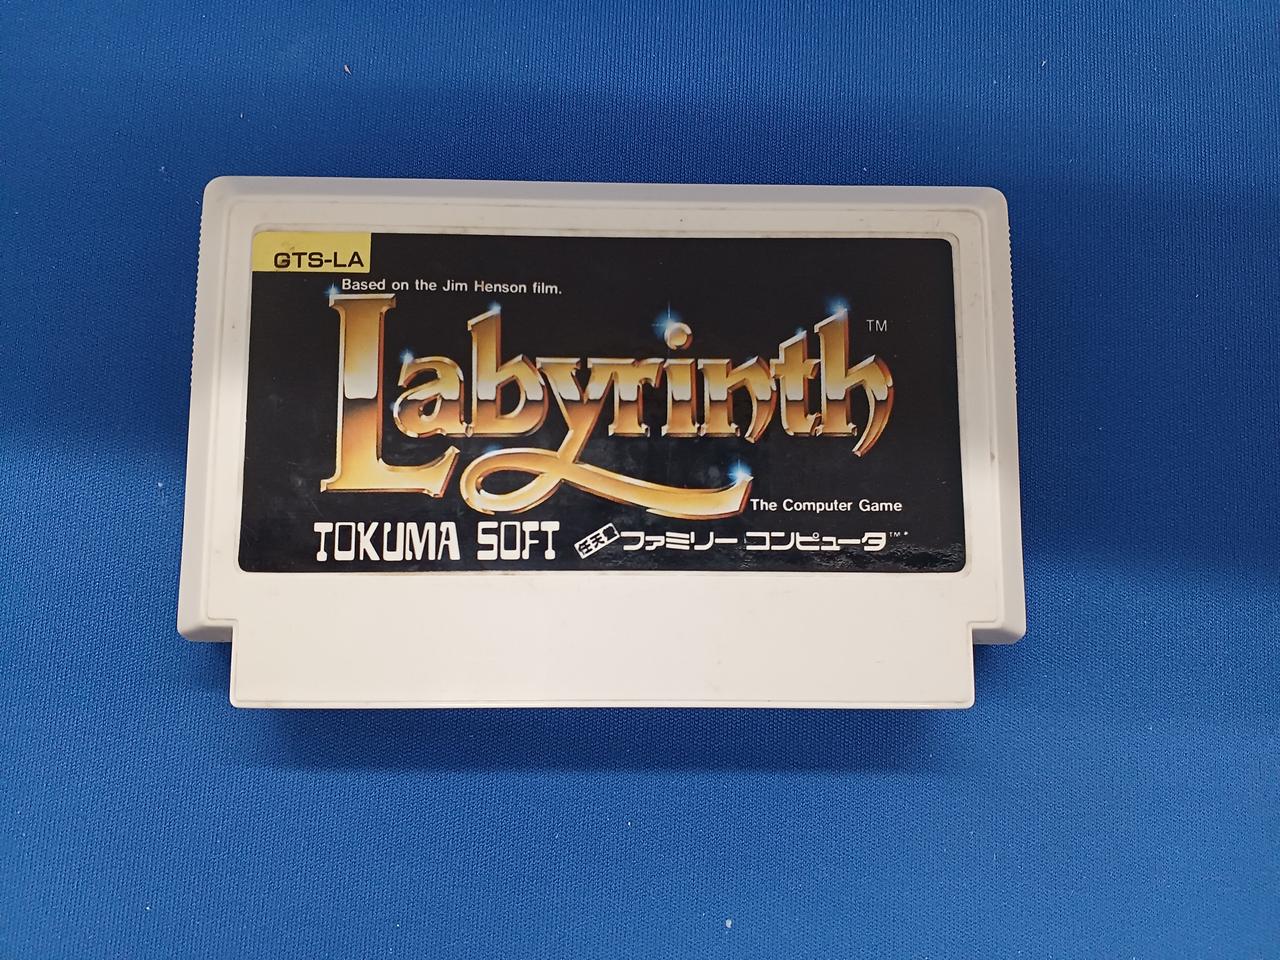 GTS-LA
Based on the Jim Henson film.
Labyrinth TM
The Computer Game
TOKUMA SOFT 任天堂 ファミリー コンピュータ TM*